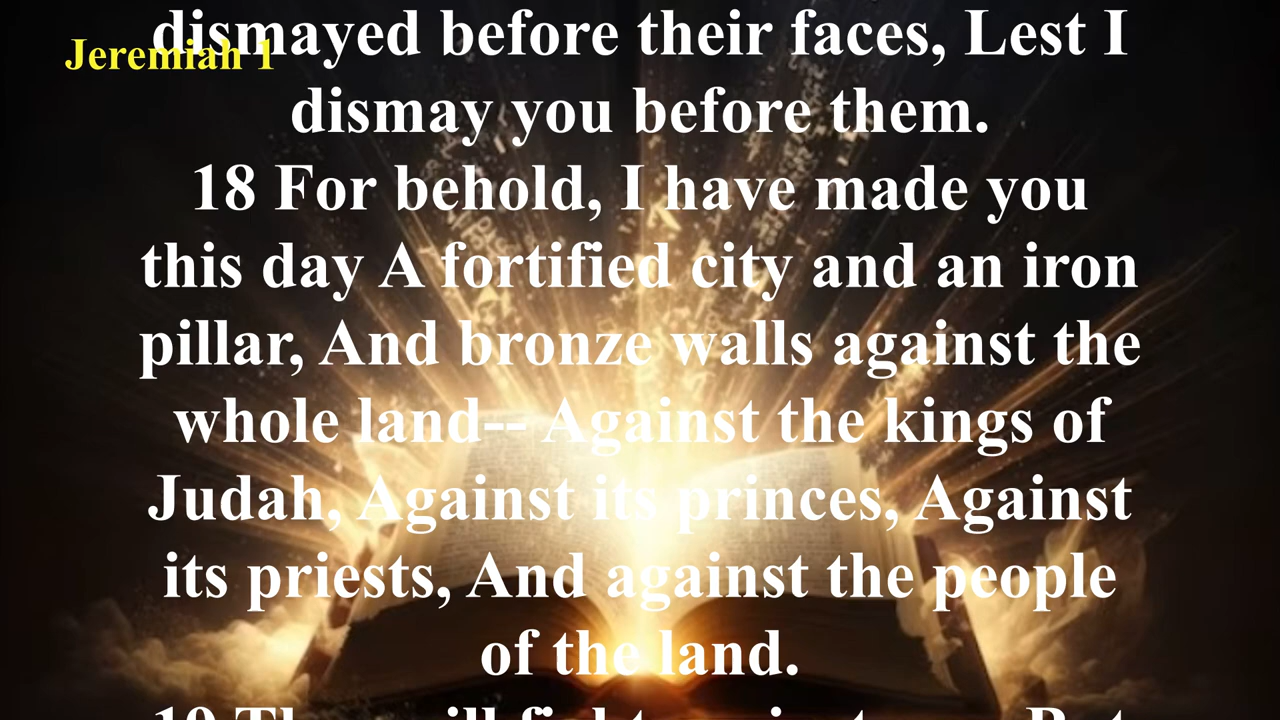 dismayed before their faces, Lest I
Jeremiah 1
dismay you before them.
18 For behold, I have made you
this day A fortified city and an iron
pillar, And bronze walls against the
whole land-- Against the kings of
Judah, Against its princes, Against
its priests, And against the people
of the land.